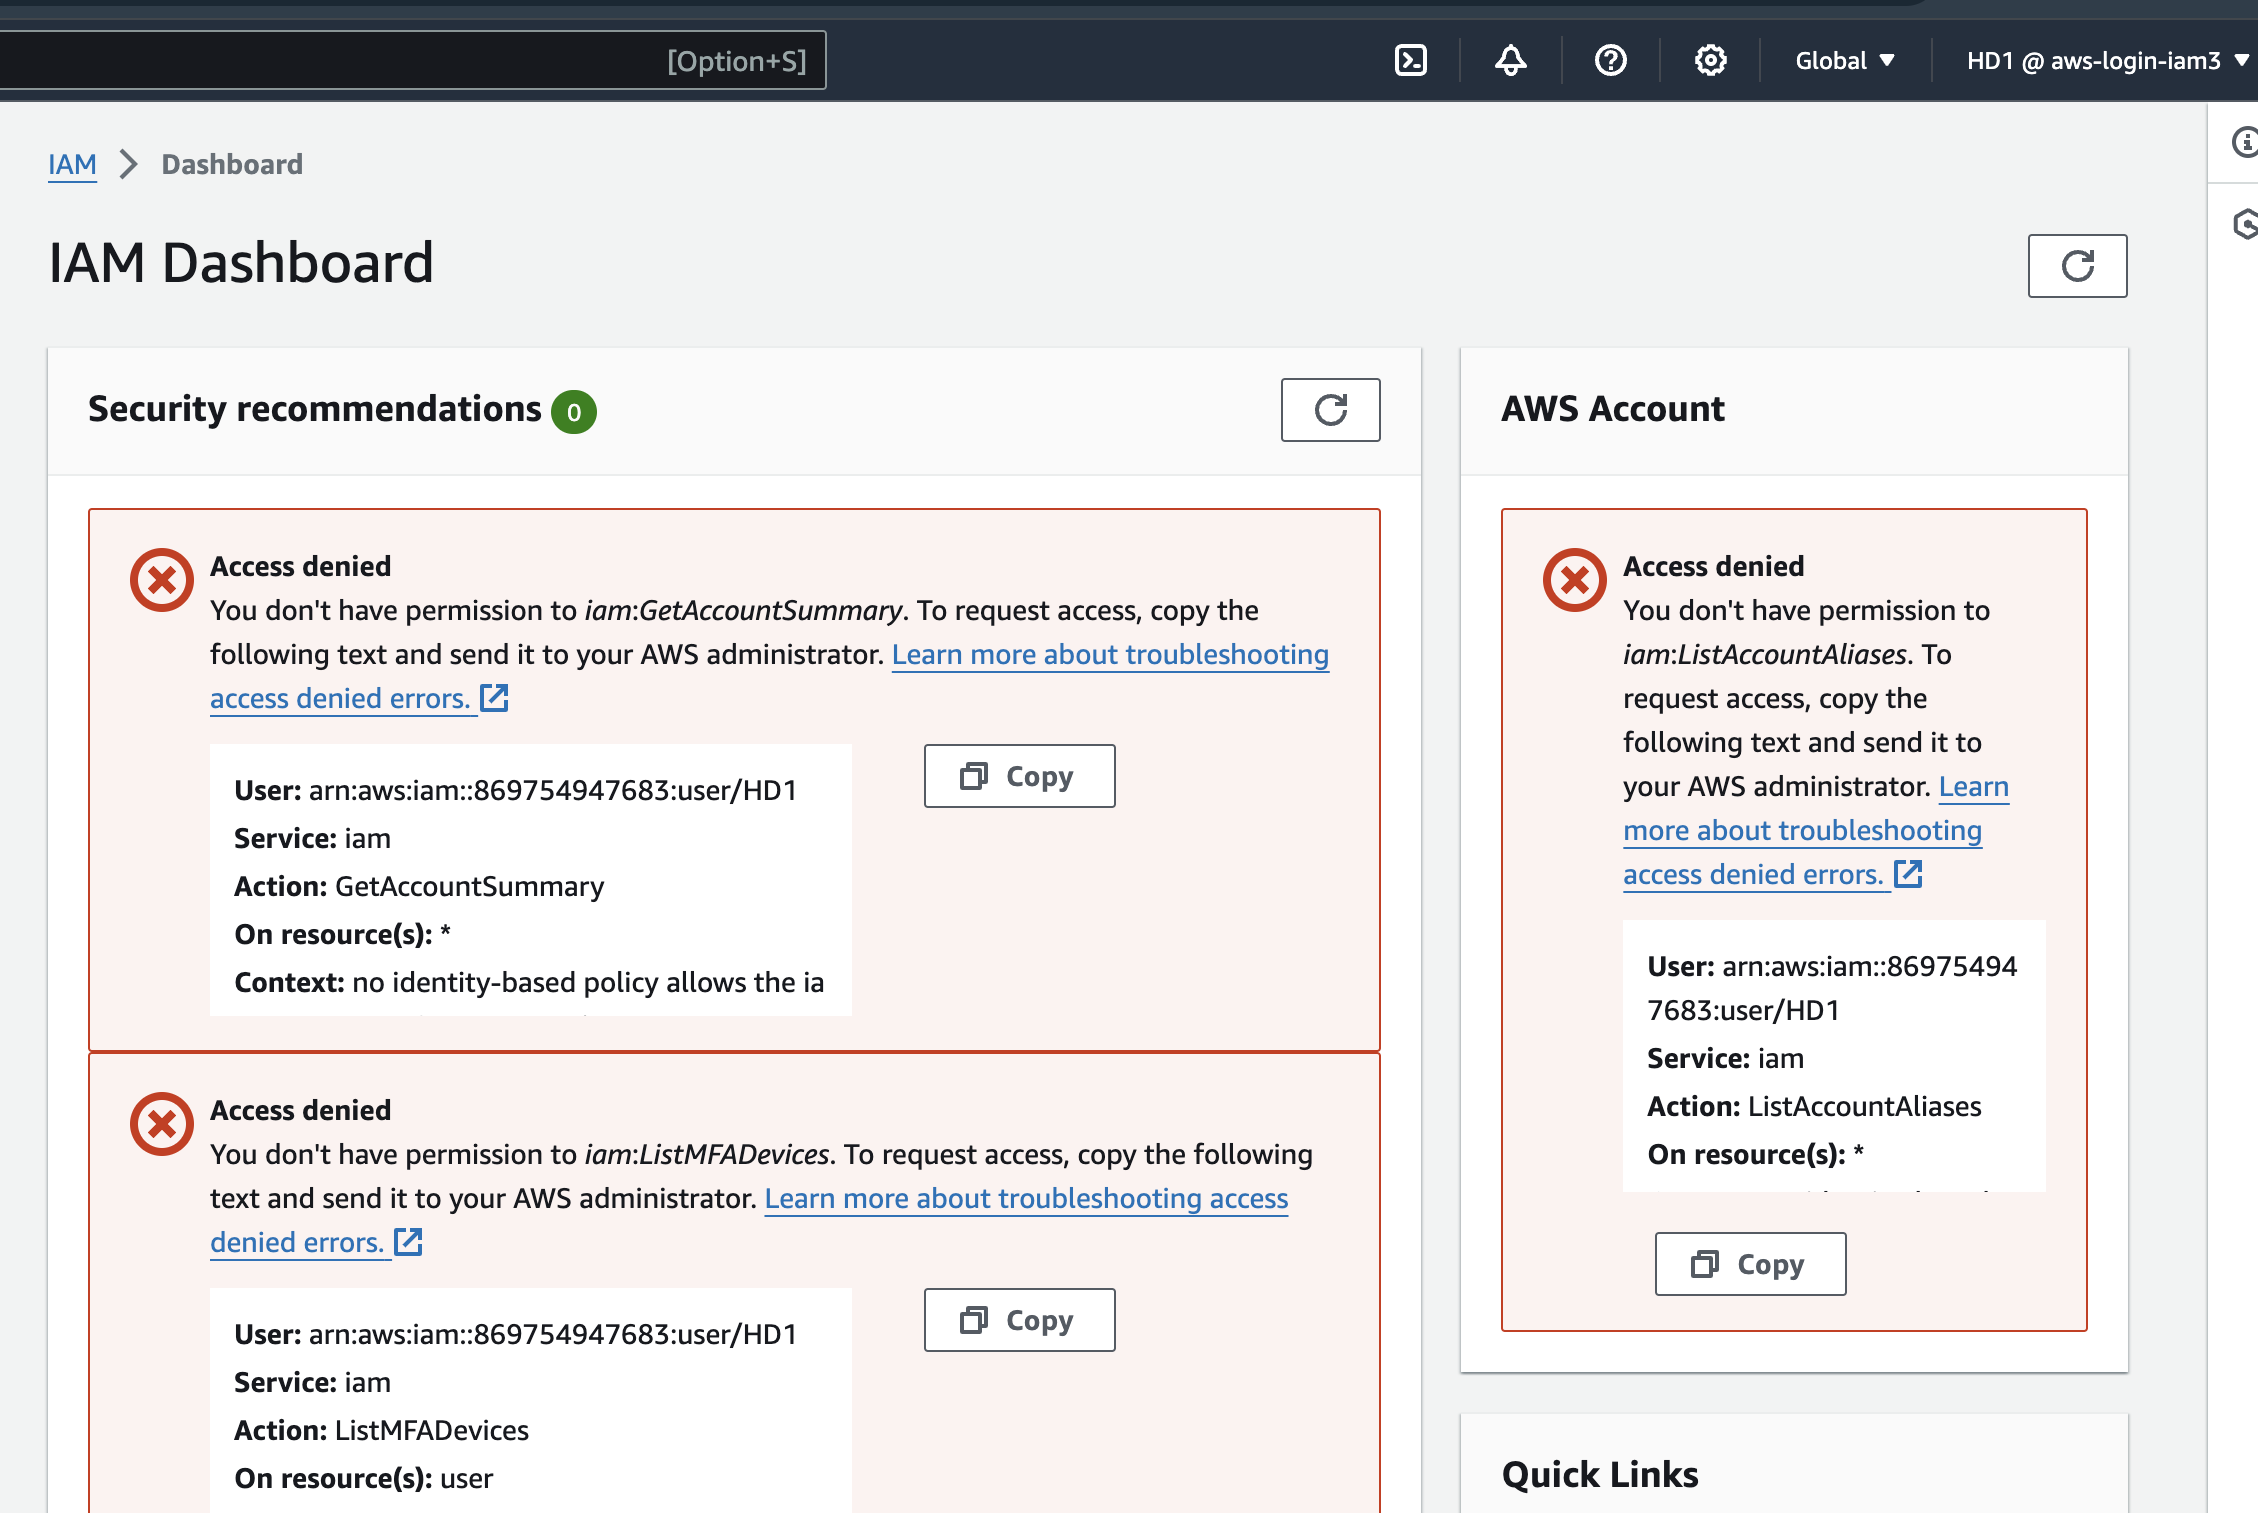 [Option+S]
Global
HD1 @ aws-login-iam3
IAM
Dashboard
IAM Dashboard
Security recommendations 0
Access denied
You don't have permission to iam:GetAccountSummary. To request access, copy the
following text and send it to your AWS administrator. Learn more about troubleshooting
access denied errors.
User: arn:aws:iam::869754947683:user/HD1
Service: iam
Action: GetAccountSummary
On resource(s): *
Context: no identity-based policy allows the ia
Copy
Access denied
You don't have permission to iam:ListMFADevices. To request access, copy the following
text and send it to your AWS administrator. Learn more about troubleshooting access
denied errors.
User: arn:aws:iam::869754947683:user/HD1
Service: iam
Action: ListMFADevices
On resource(s): user
Copy
AWS Account
Access denied
You don't have permission to
iam:ListAccountAliases. To
request access, copy the
following text and send it to
your AWS administrator. Learn
more about troubleshooting
access denied errors.
User: arn:aws:iam::86975494
7683:user/HD1
Service: iam
Action: ListAccountAliases
On resource(s): *
Copy
Quick Links